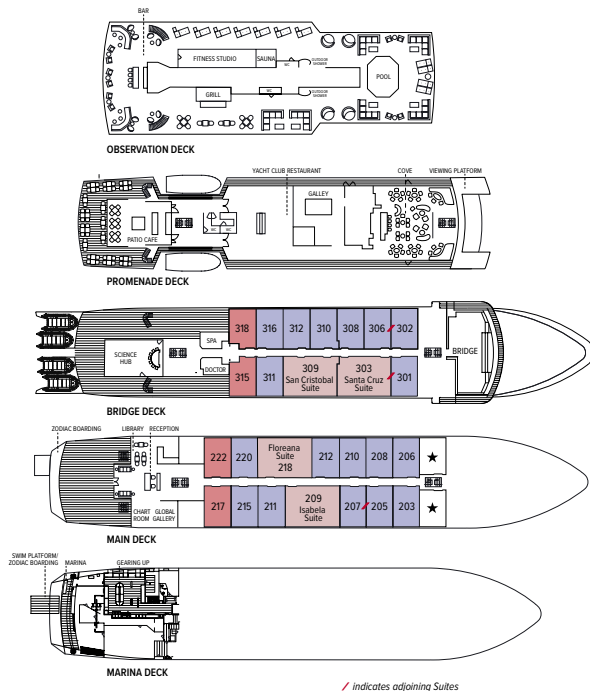 BAR
FITNESS STUDIO
SAUNA
OUTDOOR
SHOWER
WC
GRILL
WC
OUTDOOR
SHOWER
POOL
OBSERVATION DECK
YACHT CLUB RESTAURANT
COVE
VIEWING PLATFORM
GALLEY
PATIO CAFE
WC
WC
PROMENADE DECK
318 316 312 310 308 306 302
SPA
SCIENCE
HUB
BRIDGE
DOCTOR
315 311 309
San Cristobal
Suite
303
Santa Cruz
Suite
301
BRIDGE DECK
ZODIAC BOARDING
LIBRARY
RECEPTION
222 220 Floreana
Suite
218
212 210 208 206
217 215 211 209
Isabela
Suite
207 205 203
CHART
ROOM
GLOBAL
GALLERY
MAIN DECK
SWIM PLATFORM/
ZODIAC BOARDING
MARINA
GEARING UP
MARINA DECK
indicates adjoining Suites